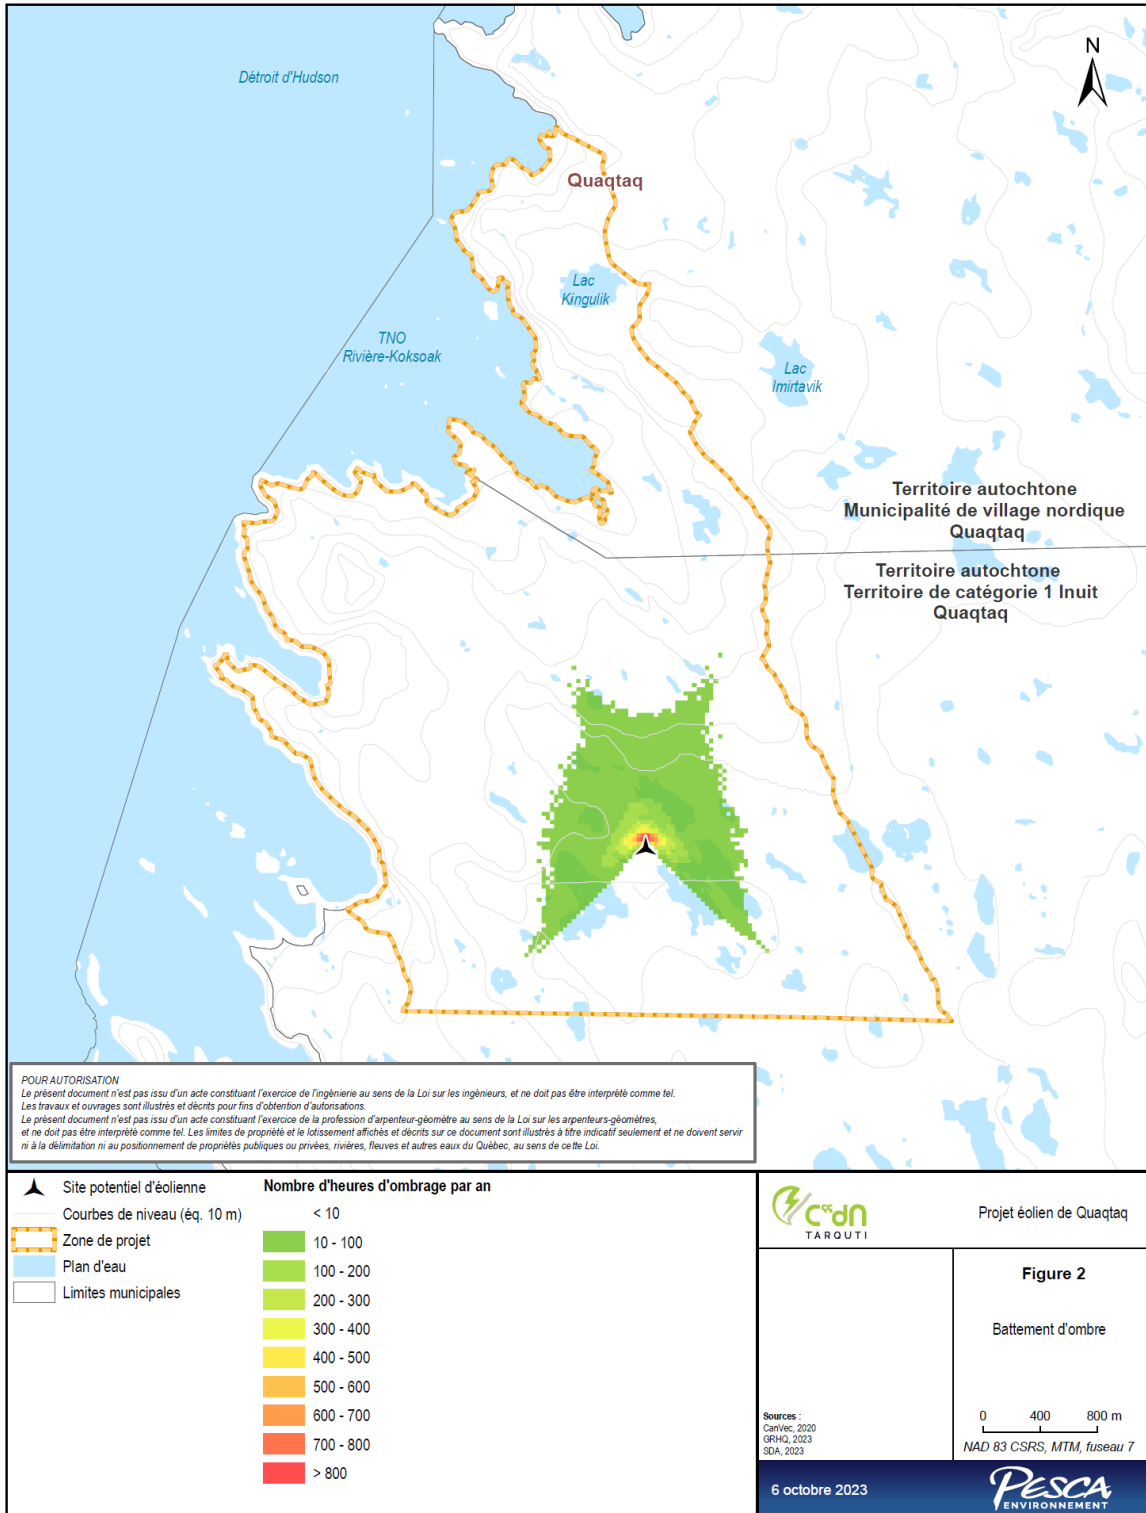 Détroit d'Hudson
N
Quaqtaq
Lac
Kingulik
TNO
Rivière-Koksoak
Lac
Imirtavik
Territoire autochtone
Municipalité de village nordique
Quaqtaq
Territoire autochtone
Territoire de catégorie 1 Inuit
Quaqtaq
POUR AUTORISATION
Le présent document n'est pas issu d'un acte constituant l'exercice de l'ingénierie au sens de la Loi sur les ingénieurs, et ne doit pas être interprété comme tel.
Les travaux et ouvrages sont illustrés et décrits pour fins d'obtention d'autorisations.
Le présent document n'est pas issu d'un acte constituant l'exercice de la profession d'arpenteur-géomètre au sens de la Loi sur les arpenteurs-géomètres,
et ne doit pas être interprété comme tel. Les limites de propriété et le lotissement affichés et décrits sur ce document sont illustrés à titre indicatif seulement et ne doivent servir
ni à la délimitation ni au positionnement de propriétés publiques ou privées, rivières, fleuves et autres eaux du Québec, au sens de cette Loi.
Site potentiel d'éolienne
Courbes de niveau (éq. 10 m)
Zone de projet
Plan d'eau
Limites municipales
Nombre d'heures d'ombrage par an
< 10
10 - 100
100 - 200
200 - 300
300 - 400
400 - 500
500 - 600
600 - 700
700 - 800
> 800
TARQUTI
Projet éolien de Quaqtaq
Figure 2
Battement d'ombre
Sources :
CanVec, 2020
GRHQ, 2023
SDA, 2023
0 400 800 m
NAD 83 CSRS, MTM, fuseau 7
6 octobre 2023
PESCA
ENVIRONNEMENT